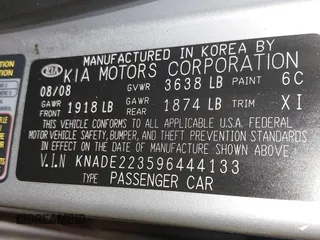 MANUFACTURED IN KOREA BY
KIA KIA MOTORS CORPORATION
08/08 GVWR 3638 LB PAINT 6C
GAWR FRONT 1918 LB GAWR REAR 1874 LB TRIM XI
THIS VEHICLE CONFORMS TO ALL APPLICABLE U.S.A. FEDERAL
MOTOR VEHICLE SAFETY, BUMPER, AND THEFT PREVENTION STANDARDS
IN EFFECT ON THE DATE OF MANUFACTURE SHOWN ABOVE.
V.I.N KNADE223596444133
TYPE PASSENGER CAR